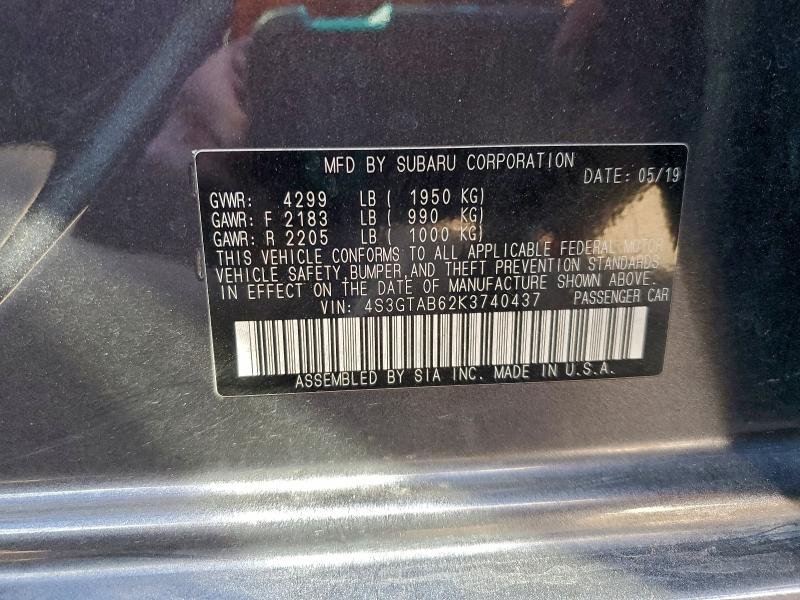 MFD BY SUBARU CORPORATION
DATE: 05/19
GVWR: 4299 LB ( 1950 KG)
GAWR: F 2183 LB ( 990 KG)
GAWR: R 2205 LB ( 1000 KG)
THIS VEHICLE CONFORMS TO ALL APPLICABLE FEDERAL MOTOR
VEHICLE SAFETY, BUMPER, AND THEFT PREVENTION STANDARDS
IN EFFECT ON THE DATE OF MANUFACTURE SHOWN ABOVE.
VIN: 4S3GTAB62K3740437 PASSENGER CAR
ASSEMBLED BY SIA INC. MADE IN U.S.A.